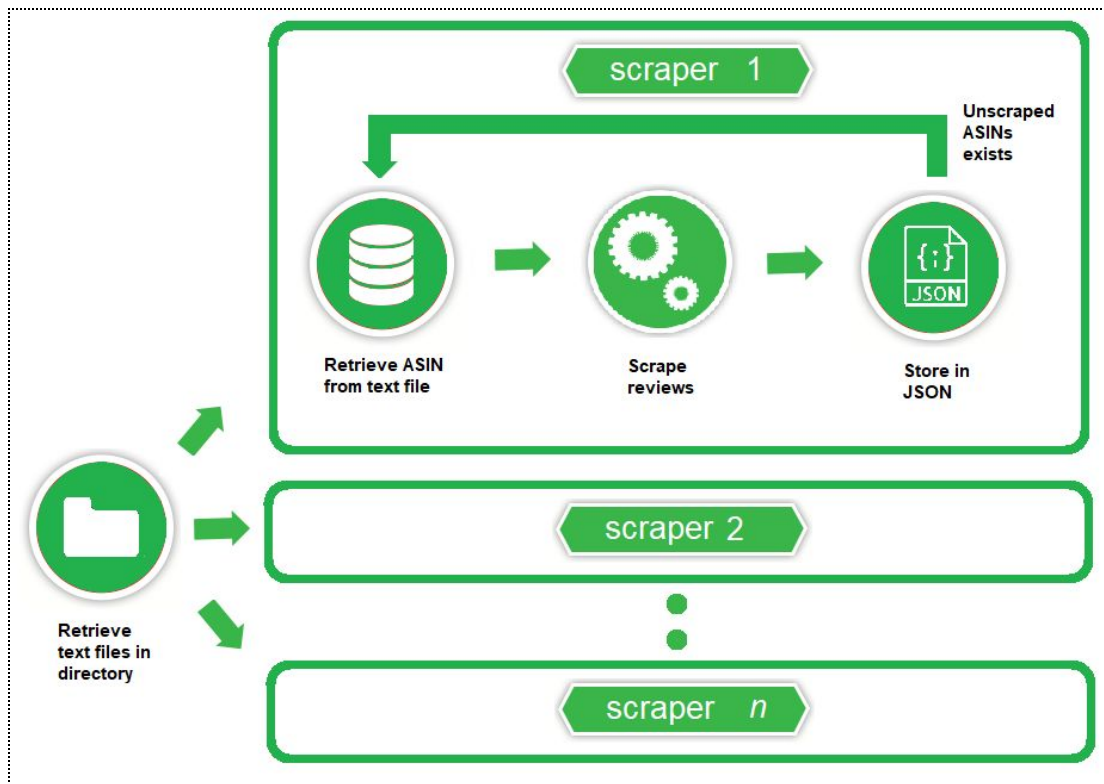 scraper 1
Unscraped
ASINs
exists
{;}
JSON
Retrieve ASIN
from text file
Scrape
reviews
Store in
JSON
scraper 2
Retrieve
text files in
directory
scraper n